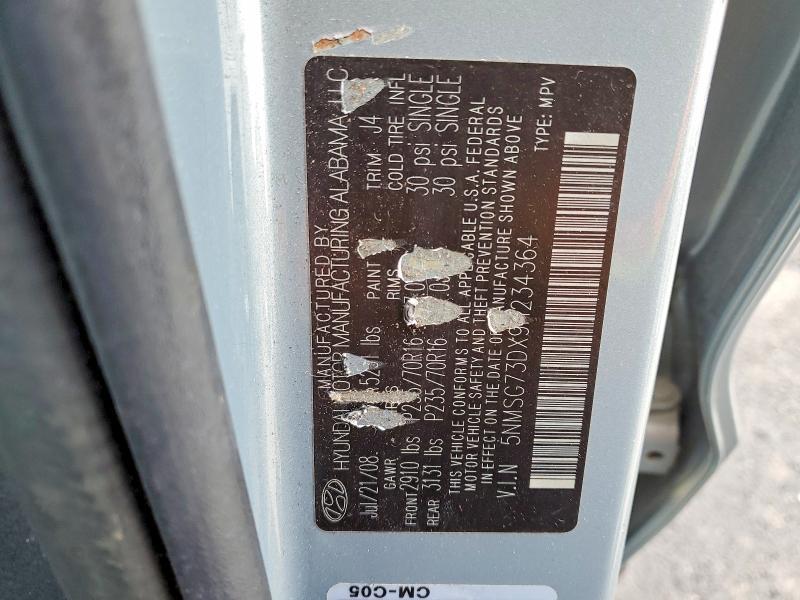 MANUFACTURED BY
HYUNDAI MOTOR MANUFACTURING ALABAMA, LLC
Jul/21/08 lbs PAINT TRIM J4
GAWR RIMS COLD TIRE INFL
FRONT 2910 lbs P235/70R16 30 psi SINGLE
REAR 3131 lbs P235/70R16 30 psi SINGLE
THIS VEHICLE CONFORMS TO ALL APPLICABLE U.S.A. FEDERAL
MOTOR VEHICLE SAFETY AND THEFT PREVENTION STANDARDS
IN EFFECT ON THE DATE OF MANUFACTURE SHOWN ABOVE
V.I.N 5NMSG73DX9 234364 TYPE: MPV
CM-C05